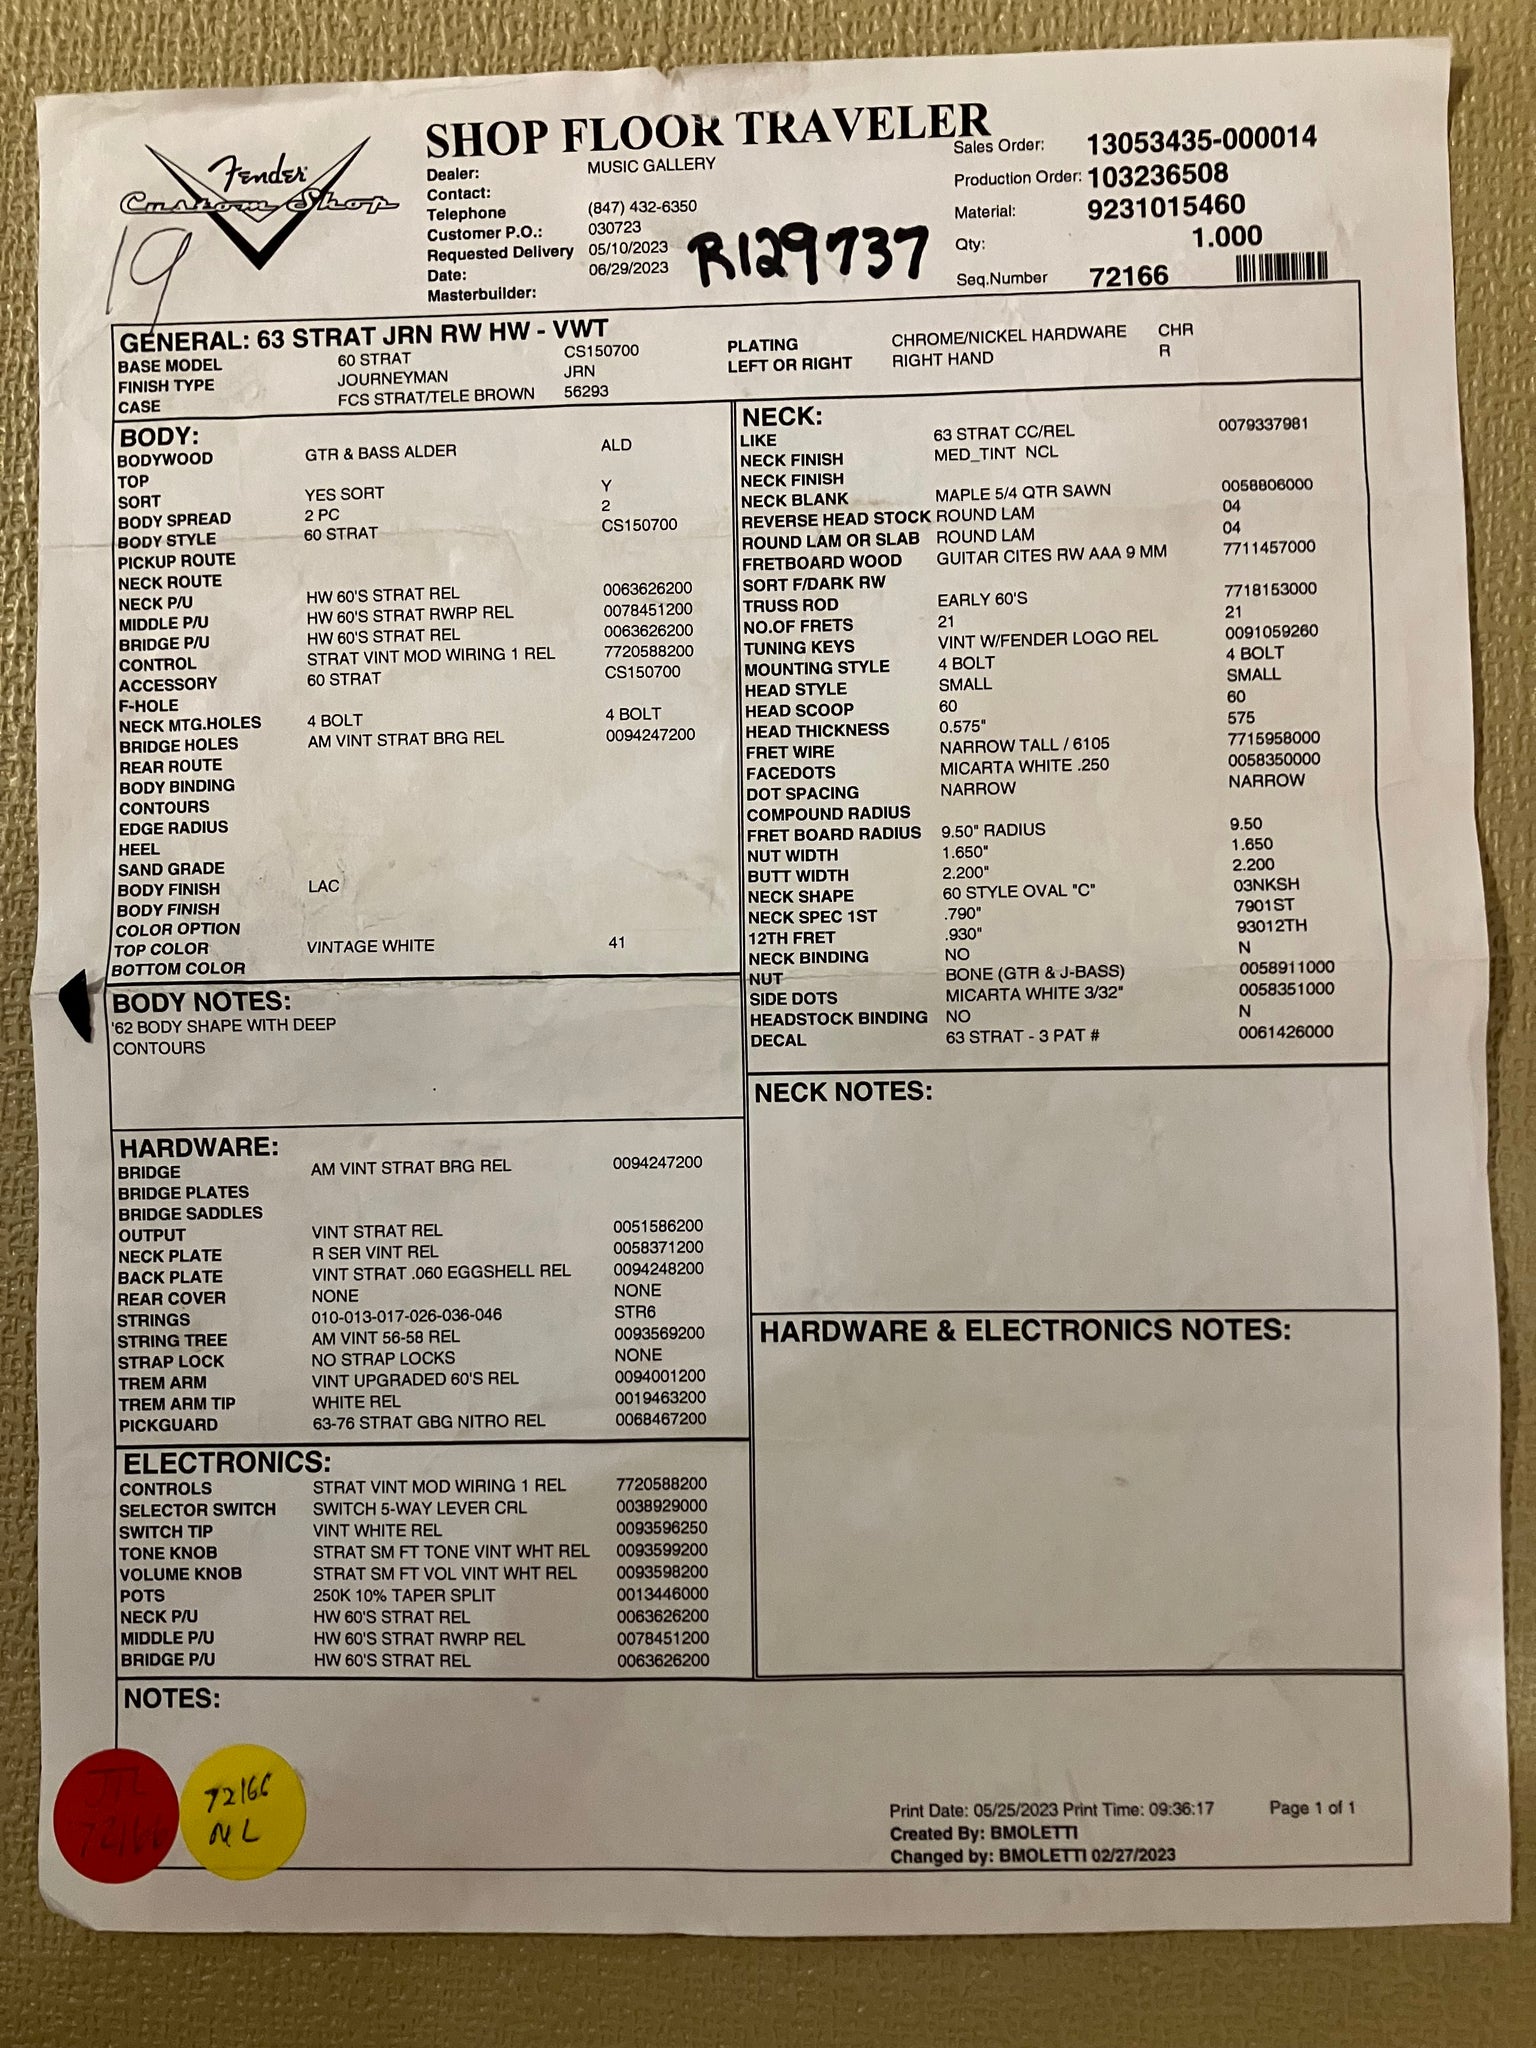 SHOP FLOOR TRAVELER
Fender
Custom Shop
19
Dealer: MUSIC GALLERY
Contact:
Telephone (847) 432-6350
Customer P.O.: 030723
Requested Delivery 05/10/2023
Date: 06/29/2023
Masterbuilder:
R129737
Sales Order: 13053435-000014
Production Order: 103236508
Material: 9231015460
Qty: 1.000
Seq.Number 72166
GENERAL: 63 STRAT JRN RW HW - VWT
BASE MODEL 60 STRAT CS150700
FINISH TYPE JOURNEYMAN JRN
CASE FCS STRAT/TELE BROWN 56293
PLATING CHROME/NICKEL HARDWARE CHR
LEFT OR RIGHT RIGHT HAND R
BODY:
BODYWOOD GTR & BASS ALDER ALD
TOP
SORT YES SORT Y
BODY SPREAD 2 PC 2
BODY STYLE 60 STRAT CS150700
PICKUP ROUTE
NECK ROUTE
NECK P/U HW 60'S STRAT REL 0063626200
MIDDLE P/U HW 60'S STRAT RWRP REL 0078451200
BRIDGE P/U HW 60'S STRAT REL 0063626200
CONTROL STRAT VINT MOD WIRING 1 REL 7720588200
ACCESSORY 60 STRAT CS150700
F-HOLE
NECK MTG.HOLES 4 BOLT 4 BOLT
BRIDGE HOLES AM VINT STRAT BRG REL 0094247200
REAR ROUTE
BODY BINDING
CONTOURS
EDGE RADIUS
HEEL
SAND GRADE
BODY FINISH LAC
BODY FINISH
COLOR OPTION
TOP COLOR VINTAGE WHITE 41
BOTTOM COLOR
BODY NOTES:
'62 BODY SHAPE WITH DEEP
CONTOURS
HARDWARE:
BRIDGE AM VINT STRAT BRG REL 0094247200
BRIDGE PLATES
BRIDGE SADDLES
OUTPUT VINT STRAT REL 0051586200
NECK PLATE R SER VINT REL 0058371200
BACK PLATE VINT STRAT .060 EGGSHELL REL 0094248200
REAR COVER NONE NONE
STRINGS 010-013-017-026-036-046 STR6
STRING TREE AM VINT 56-58 REL 0093569200
STRAP LOCK NO STRAP LOCKS NONE
TREM ARM VINT UPGRADED 60'S REL 0094001200
TREM ARM TIP WHITE REL 0019463200
PICKGUARD 63-76 STRAT GBG NITRO REL 0068467200
ELECTRONICS:
CONTROLS STRAT VINT MOD WIRING 1 REL 7720588200
SELECTOR SWITCH SWITCH 5-WAY LEVER CRL 0038929000
SWITCH TIP VINT WHITE REL 0093596250
TONE KNOB STRAT SM FT TONE VINT WHT REL 0093599200
VOLUME KNOB STRAT SM FT VOL VINT WHT REL 0093598200
POTS 250K 10% TAPER SPLIT 0013446000
NECK P/U HW 60'S STRAT REL 0063626200
MIDDLE P/U HW 60'S STRAT RWRP REL 0078451200
BRIDGE P/U HW 60'S STRAT REL 0063626200
NECK:
LIKE 63 STRAT CC/REL 0079337981
NECK FINISH MED_TINT NCL
NECK FINISH
NECK BLANK MAPLE 5/4 QTR SAWN 0058806000
REVERSE HEAD STOCK ROUND LAM 04
ROUND LAM OR SLAB ROUND LAM 04
FRETBOARD WOOD GUITAR CITES RW AAA 9 MM 7711457000
SORT F/DARK RW
TRUSS ROD EARLY 60'S 7718153000
NO.OF FRETS 21 21
TUNING KEYS VINT W/FENDER LOGO REL 0091059260
MOUNTING STYLE 4 BOLT 4 BOLT
HEAD STYLE SMALL SMALL
HEAD SCOOP 60 60
HEAD THICKNESS 0.575" 575
FRET WIRE NARROW TALL / 6105 7715958000
FACEDOTS MICARTA WHITE .250 0058350000
DOT SPACING NARROW NARROW
COMPOUND RADIUS
FRET BOARD RADIUS 9.50" RADIUS 9.50
NUT WIDTH 1.650" 1.650
BUTT WIDTH 2.200" 2.200
NECK SHAPE 60 STYLE OVAL "C" 03NKSH
NECK SPEC 1ST .790" 7901ST
12TH FRET .930" 93012TH
NECK BINDING NO N
NUT BONE (GTR & J-BASS) 0058911000
SIDE DOTS MICARTA WHITE 3/32" 0058351000
HEADSTOCK BINDING NO N
DECAL 63 STRAT - 3 PAT # 0061426000
NECK NOTES:
HARDWARE & ELECTRONICS NOTES:
NOTES:
72166
72166
NL
Print Date: 05/25/2023 Print Time: 09:36:17 Page 1 of 1
Created By: BMOLETTI
Changed by: BMOLETTI 02/27/2023